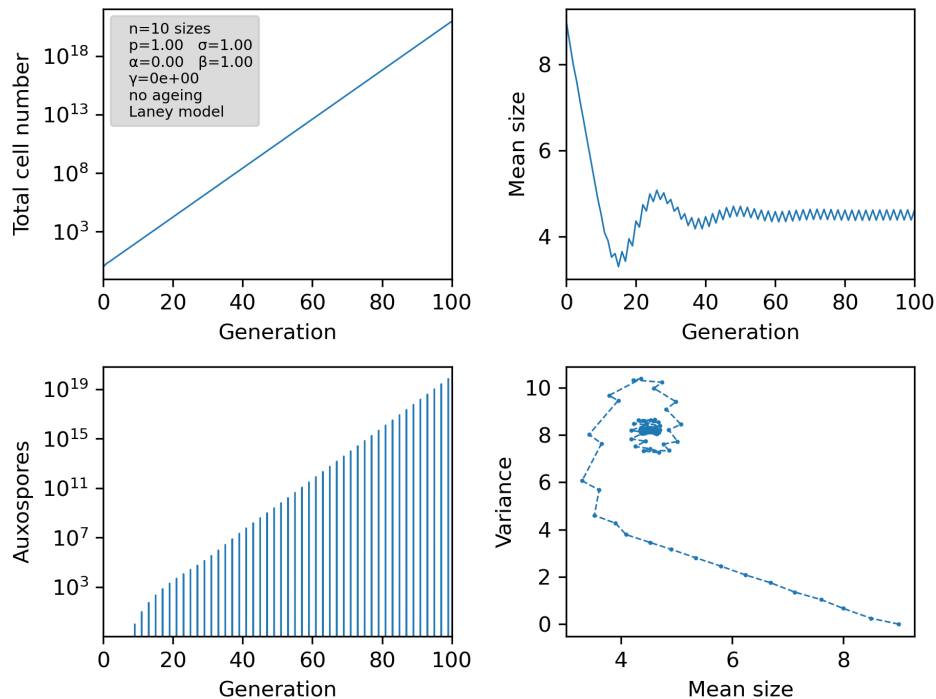 Total cell number
10^18
10^13
10^8
10^3
n=10 sizes
p=1.00 σ=1.00
α=0.00 β=1.00
γ=0e+00
no ageing
Laney model
0 20 40 60 80 100
Generation
Mean size
8
6
4
0 20 40 60 80 100
Generation
Auxospores
10^19
10^15
10^11
10^7
10^3
0 20 40 60 80 100
Generation
Variance
10
8
6
4
2
0
4 6 8
Mean size